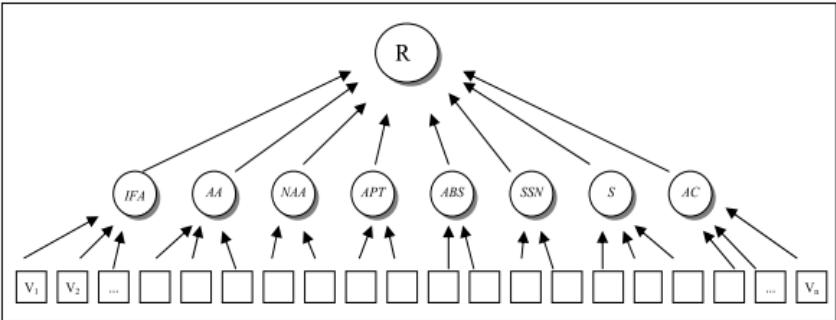 R
IFA AA NAA APT ABS SSN S AC
V1 V2 ... ... Vn